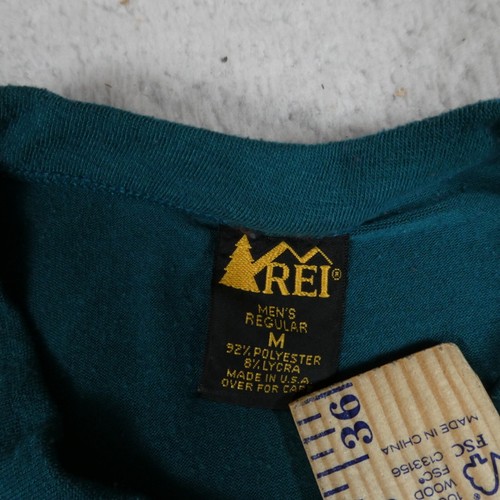 REI®
MEN'S
REGULAR
M
92% POLYESTER
8% LYCRA
MADE IN U.S.A.
OVER FOR
36
MADE IN CHINA
FSC C133156
FSC®
WOOD